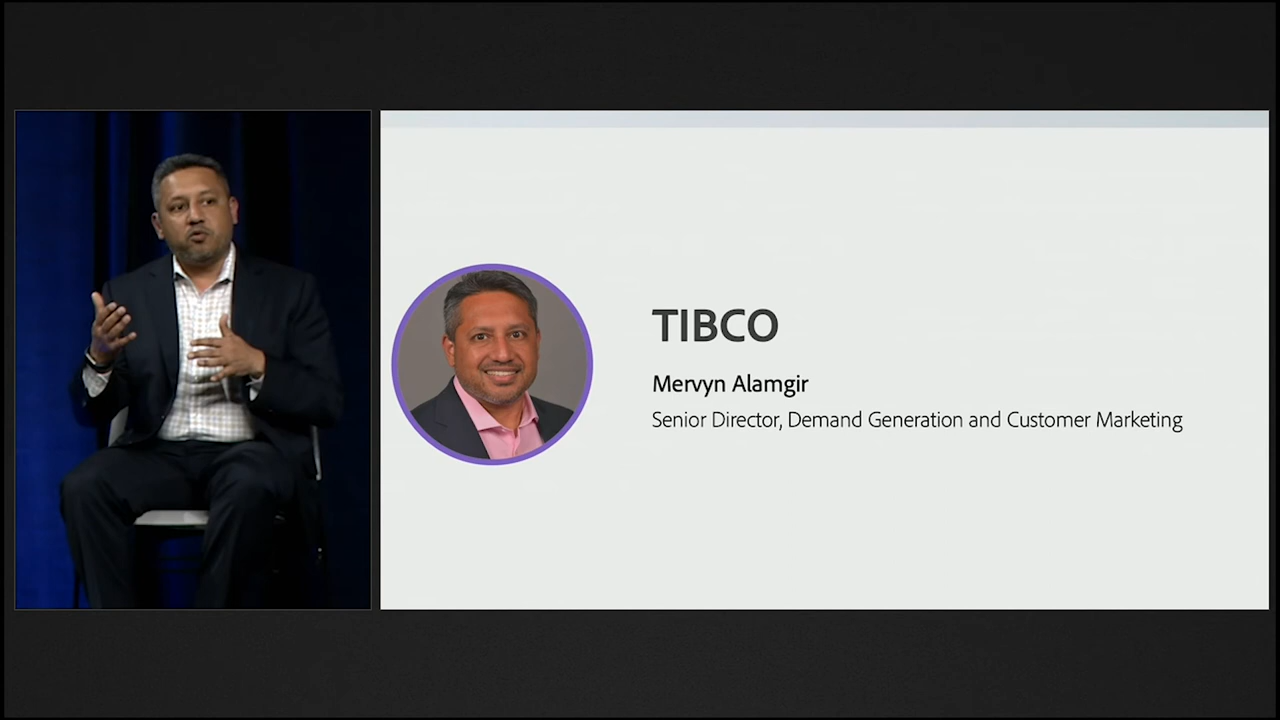 TIBCO
Mervyn Alamgir
Senior Director, Demand Generation and Customer Marketing